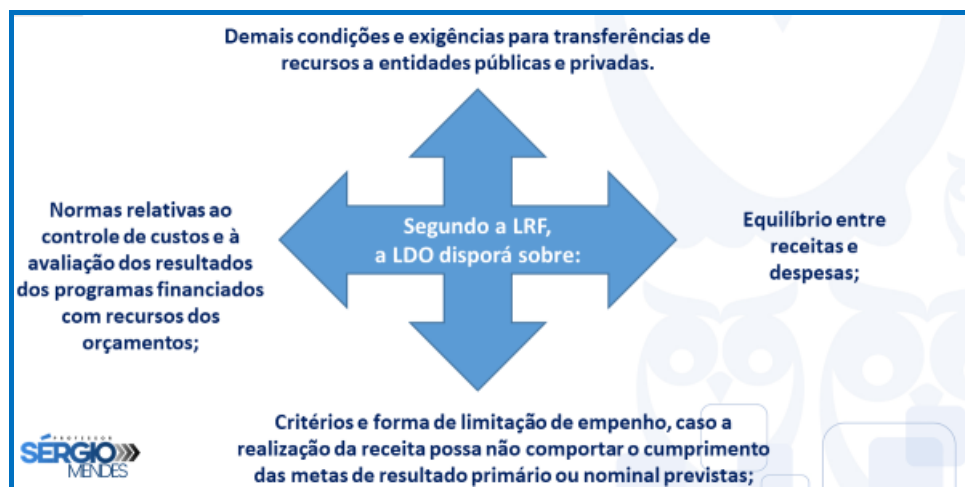 Demais condições e exigências para transferências de
recursos a entidades públicas e privadas.
Normas relativas ao
controle de custos e à
avaliação dos resultados
dos programas financiados
com recursos dos
orçamentos;
Segundo a LRF,
a LDO disporá sobre:
Equilíbrio entre
receitas e
despesas;
Critérios e forma de limitação de empenho, caso a
realização da receita possa não comportar o cumprimento
das metas de resultado primário ou nominal previstas;
PROFESSOR
SÉRGIO
MENDES